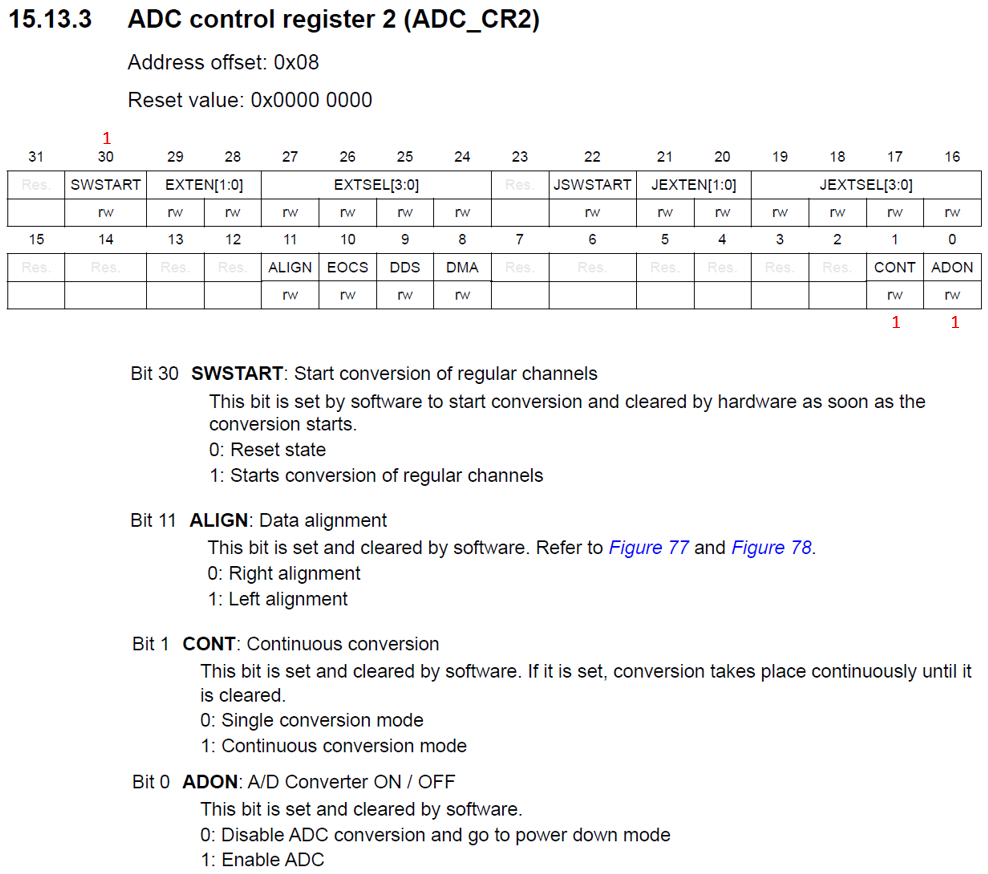 15.13.3 ADC control register 2 (ADC_CR2)
Address offset: 0x08
Reset value: 0x0000 0000
1
31 30 29 28 27 26 25 24 23 22 21 20 19 18 17 16
Res. SWSTART EXTEN[1:0] EXTSEL[3:0] Res. JSWSTART JEXTEN[1:0] JEXTSEL[3:0]
rw rw rw rw rw rw rw rw rw rw rw rw rw rw
15 14 13 12 11 10 9 8 7 6 5 4 3 2 1 0
Res. Res. Res. Res. ALIGN EOCS DDS DMA Res. Res. Res. Res. Res. Res. CONT ADON
rw rw rw rw rw rw
1 1
Bit 30 SWSTART: Start conversion of regular channels
This bit is set by software to start conversion and cleared by hardware as soon as the
conversion starts.
0: Reset state
1: Starts conversion of regular channels
Bit 11 ALIGN: Data alignment
This bit is set and cleared by software. Refer to Figure 77 and Figure 78.
0: Right alignment
1: Left alignment
Bit 1 CONT: Continuous conversion
This bit is set and cleared by software. If it is set, conversion takes place continuously until it
is cleared.
0: Single conversion mode
1: Continuous conversion mode
Bit 0 ADON: A/D Converter ON / OFF
This bit is set and cleared by software.
0: Disable ADC conversion and go to power down mode
1: Enable ADC